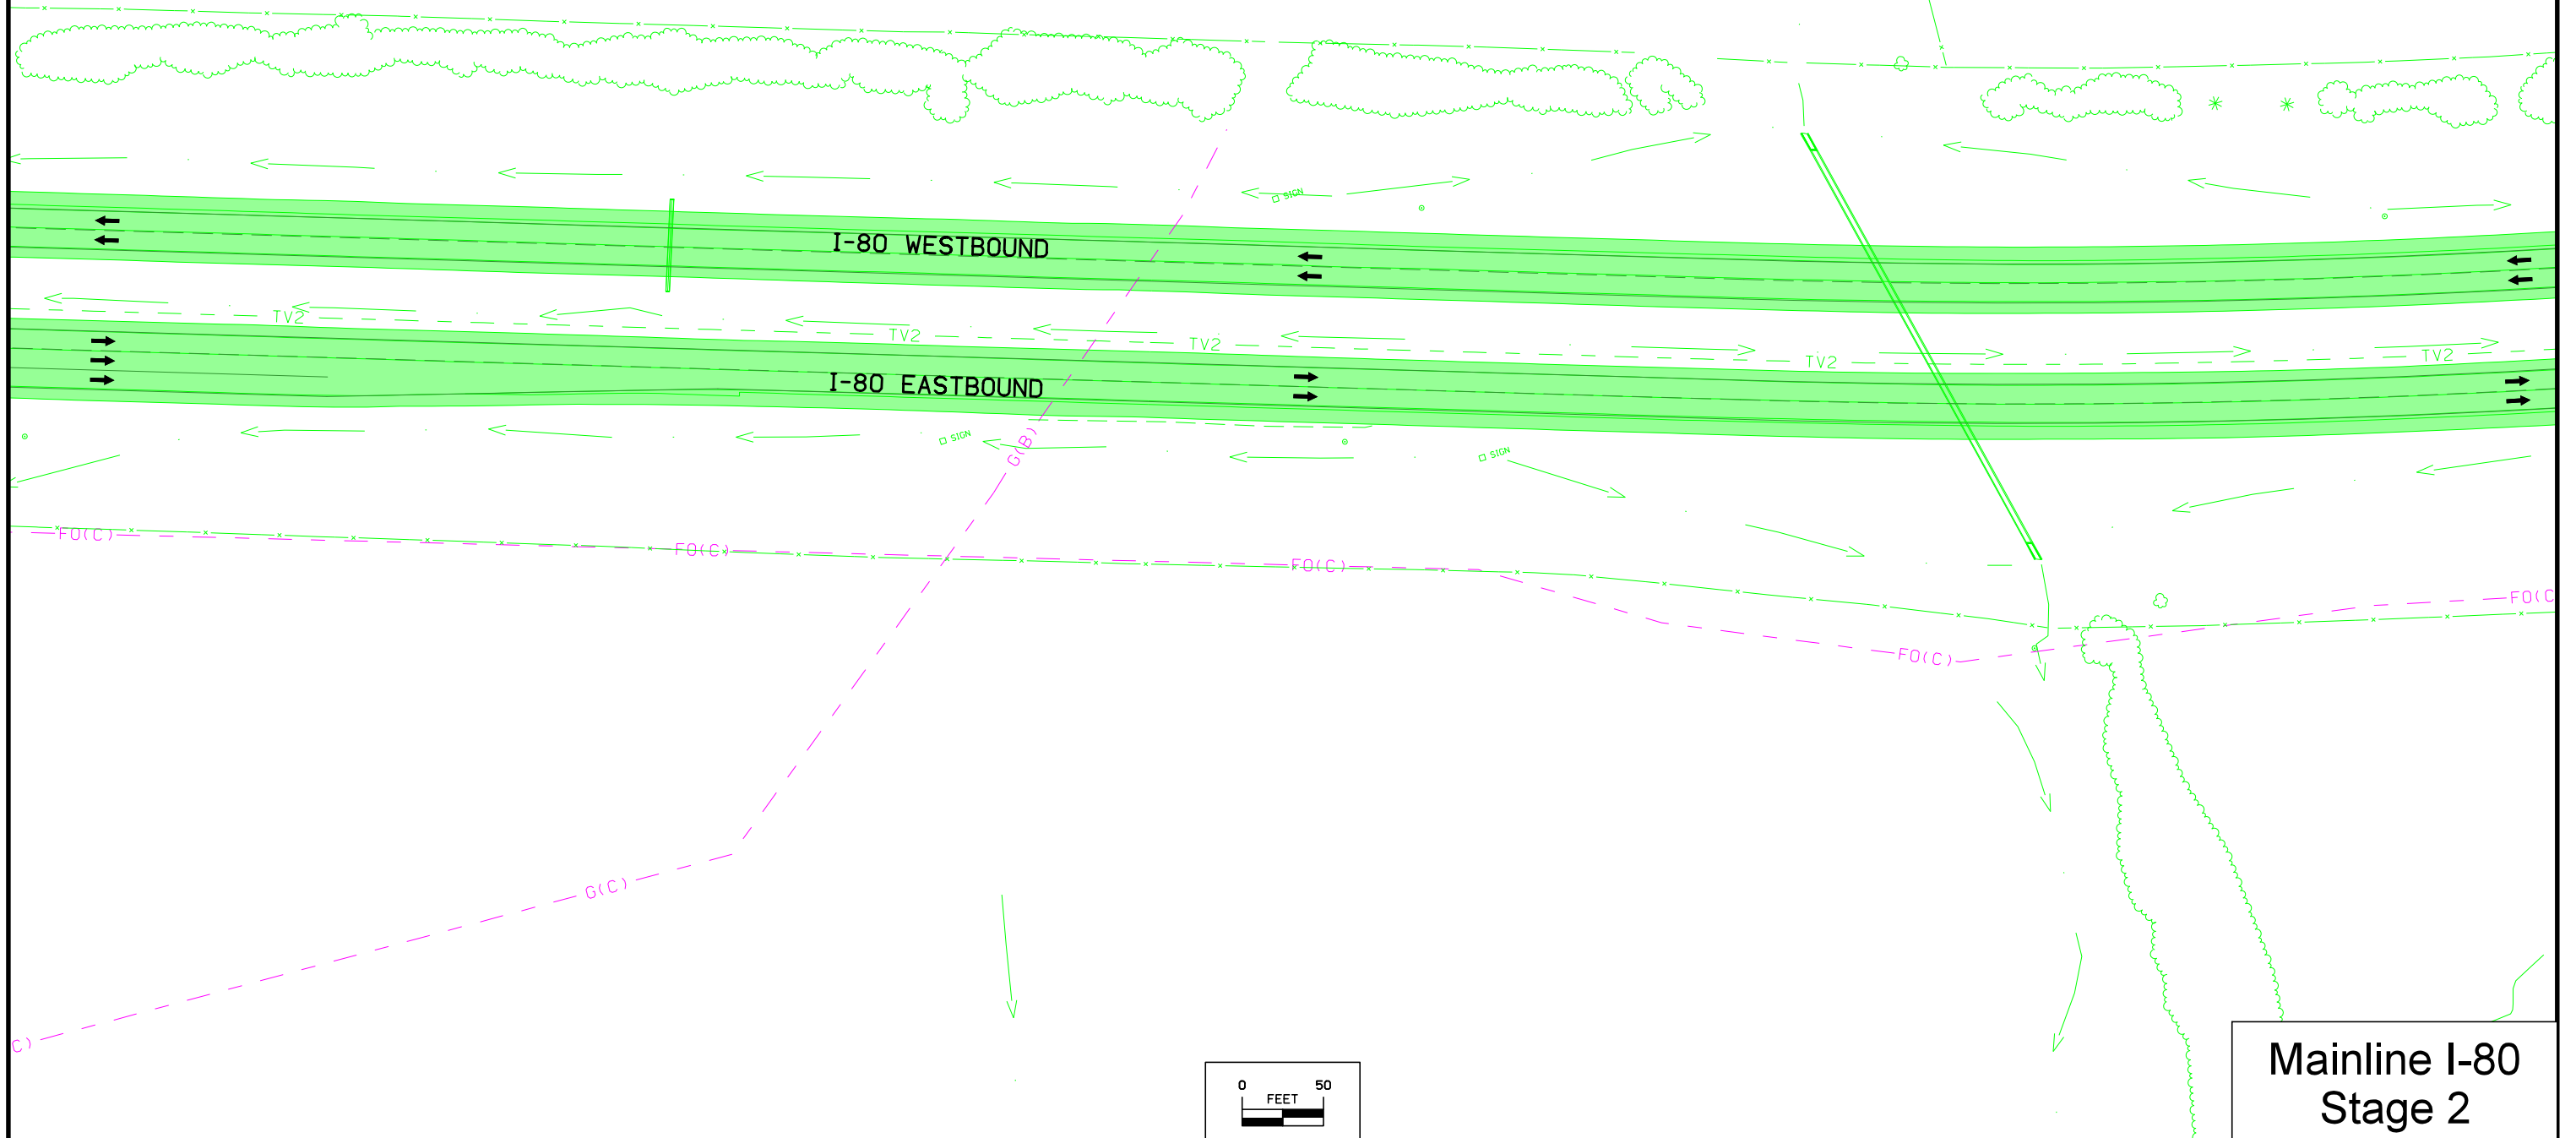 SIGN
I-80 WESTBOUND
TV2
TV2
TV2
TV2
TV2
I-80 EASTBOUND
SIGN
SIGN
G(B)
FO(C)
FO(C)
FO(C)
FO(C
FO(C)
G(C)
C)
0 50
FEET
Mainline I-80
Stage 2